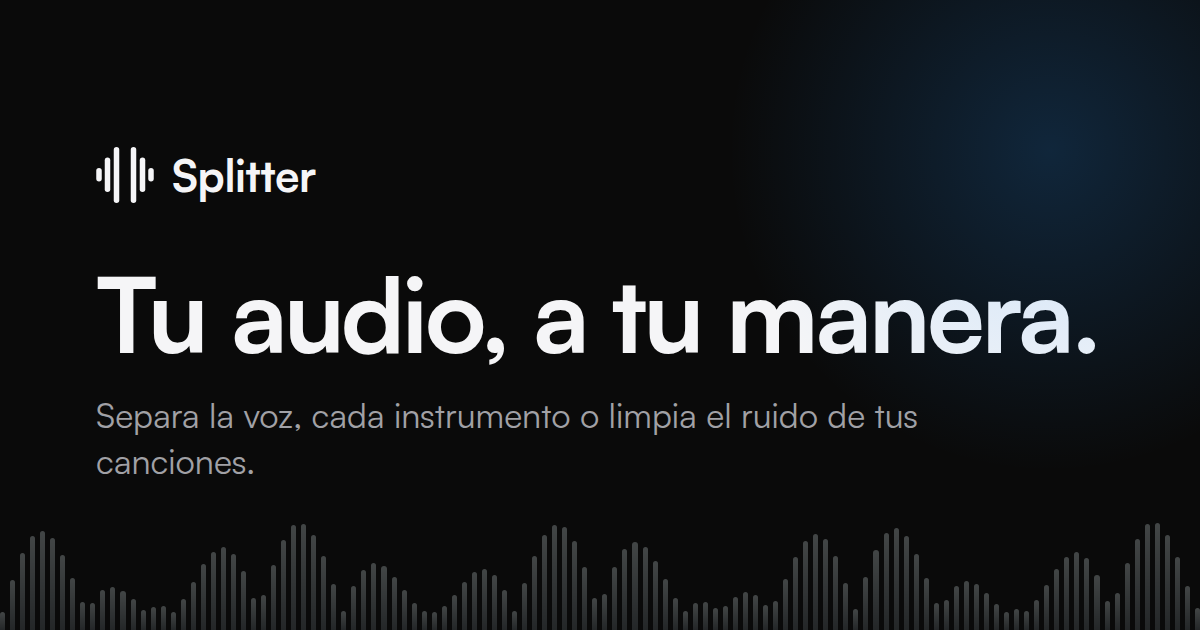 Splitter
Tu audio, a tu manera.
Separa la voz, cada instrumento o limpia el ruido de tus
canciones.